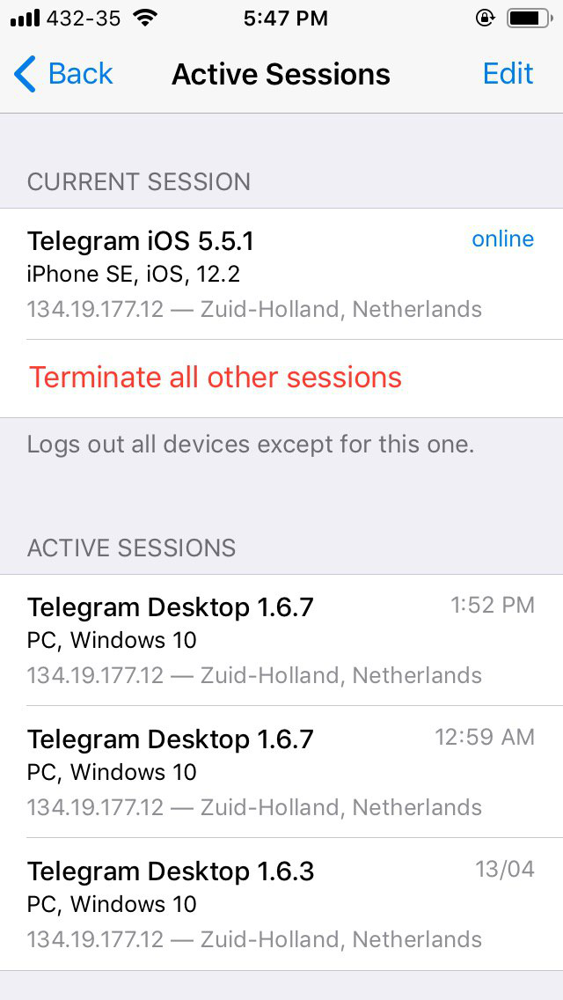 432-35 5:47 PM
Back Active Sessions Edit
CURRENT SESSION
Telegram iOS 5.5.1 online
iPhone SE, iOS, 12.2
134.19.177.12 — Zuid-Holland, Netherlands
Terminate all other sessions
Logs out all devices except for this one.
ACTIVE SESSIONS
Telegram Desktop 1.6.7 1:52 PM
PC, Windows 10
134.19.177.12 — Zuid-Holland, Netherlands
Telegram Desktop 1.6.7 12:59 AM
PC, Windows 10
134.19.177.12 — Zuid-Holland, Netherlands
Telegram Desktop 1.6.3 13/04
PC, Windows 10
134.19.177.12 — Zuid-Holland, Netherlands